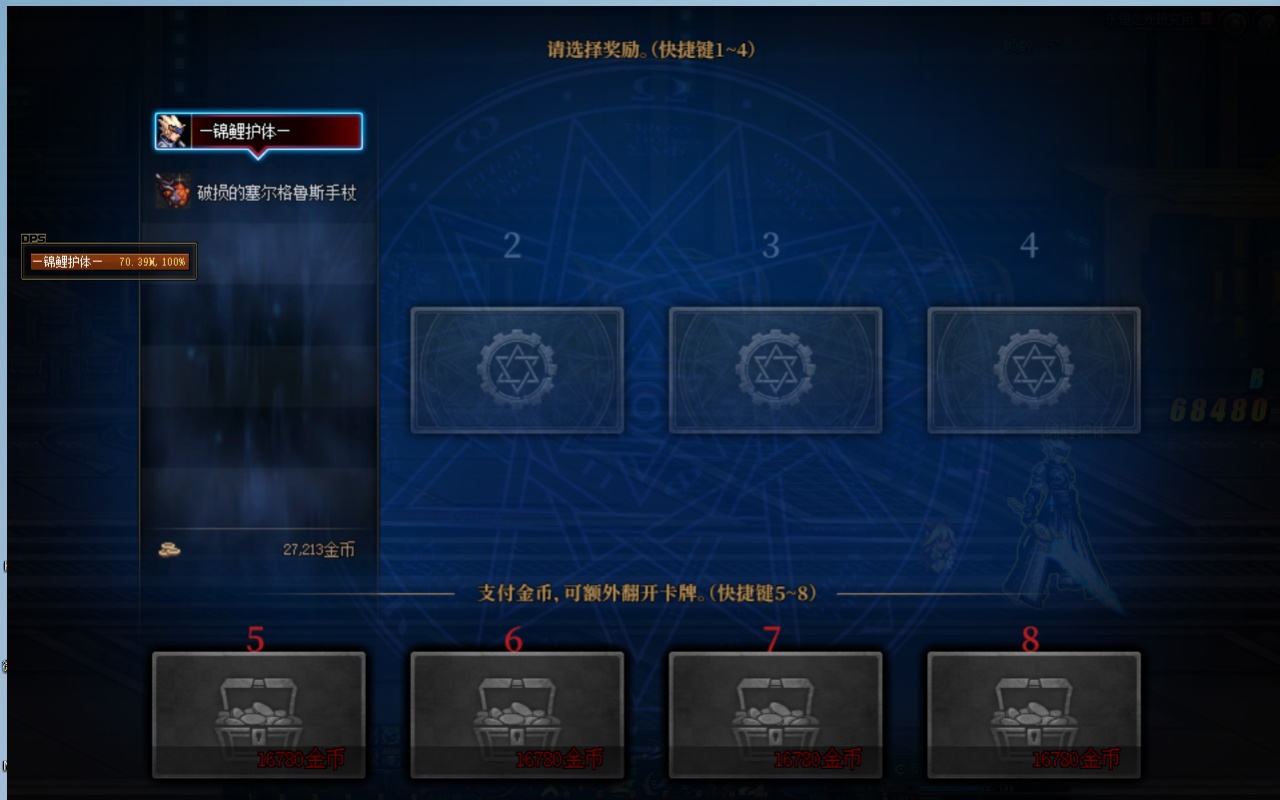 请选择奖励。(快捷键1~4)
一锦鲤护体一
破损的塞尔格鲁斯手杖
DPS
一锦鲤护体一 70.39M, 100%
2 3 4
B
68480
27,213金币
支付金币,可额外翻开卡牌。(快捷键5~8)
5 6 7 8
16780金币 16780金币 16780金币 16780金币